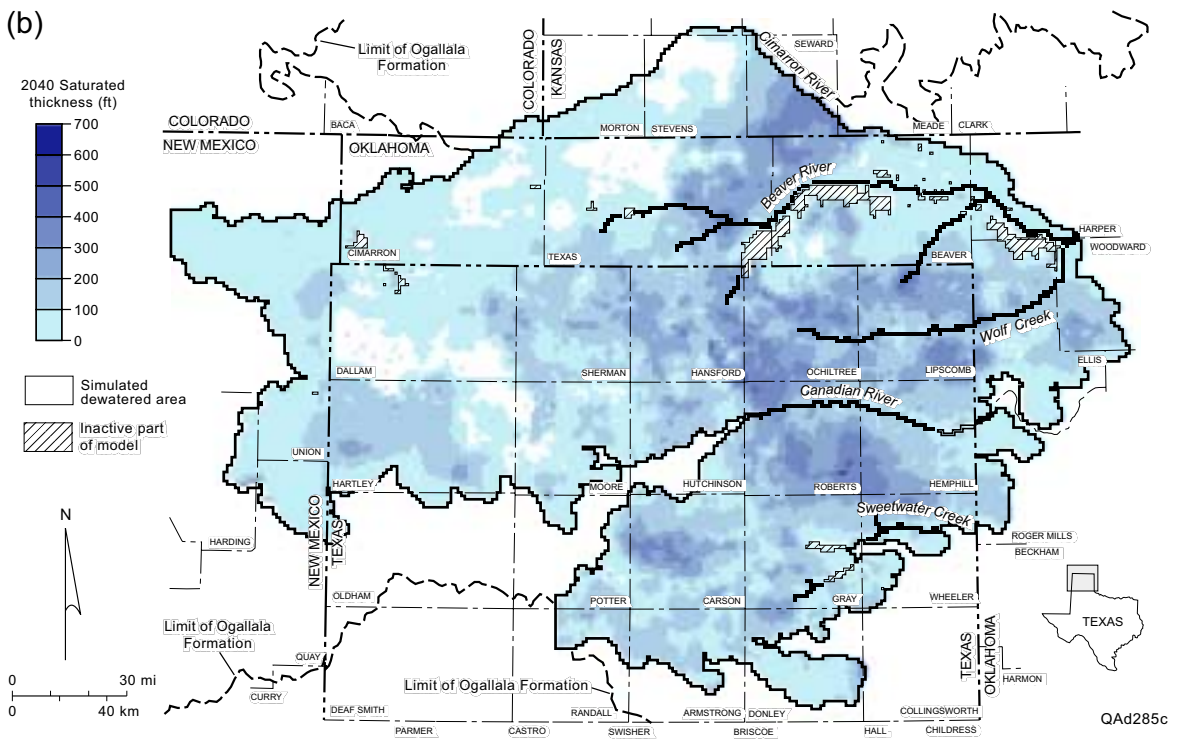 (b)
Limit of Ogallala
Formation
COLORADO
KANSAS
SEWARD
Cimarron River
2040 Saturated
thickness (ft)
700
600
500
400
300
200
100
0
COLORADO
NEW MEXICO
BACA
OKLAHOMA
MORTON
STEVENS
MEADE
CLARK
Beaver River
CIMARRON
TEXAS
BEAVER
HARPER
WOODWARD
Wolf Creek
ELLIS
DALLAM
SHERMAN
HANSFORD
OCHILTREE
LIPSCOMB
Simulated
dewatered area
Inactive part
of model
Canadian River
UNION
HARTLEY
MOORE
HUTCHINSON
ROBERTS
HEMPHILL
Sweetwater Creek
N
HARDING
NEW MEXICO
TEXAS
ROGER MILLS
BECKHAM
OLDHAM
POTTER
CARSON
GRAY
WHEELER
TEXAS
Limit of Ogallala
Formation
QUAY
TEXAS
OKLAHOMA
HARMON
0 30 mi
0 40 km
CURRY
Limit of Ogallala Formation
DEAF SMITH
RANDALL
ARMSTRONG
DONLEY
COLLINGSWORTH
PARMER
CASTRO
SWISHER
BRISCOE
HALL
CHILDRESS
QAd285c